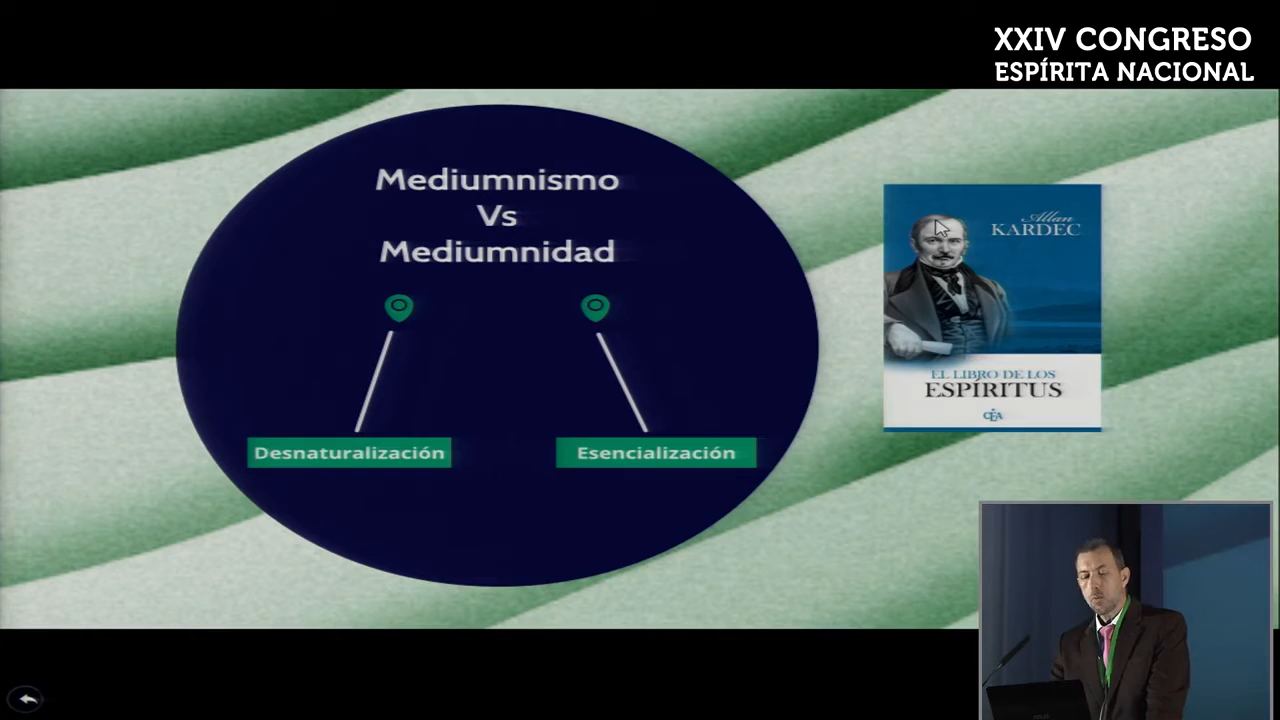 XXIV CONGRESO
ESPÍRITA NACIONAL
Mediumnismo
Vs
Mediumnidad
Desnaturalización
Esencialización
Allan
KARDEC
EL LIBRO DE LOS
ESPÍRITUS
CEA